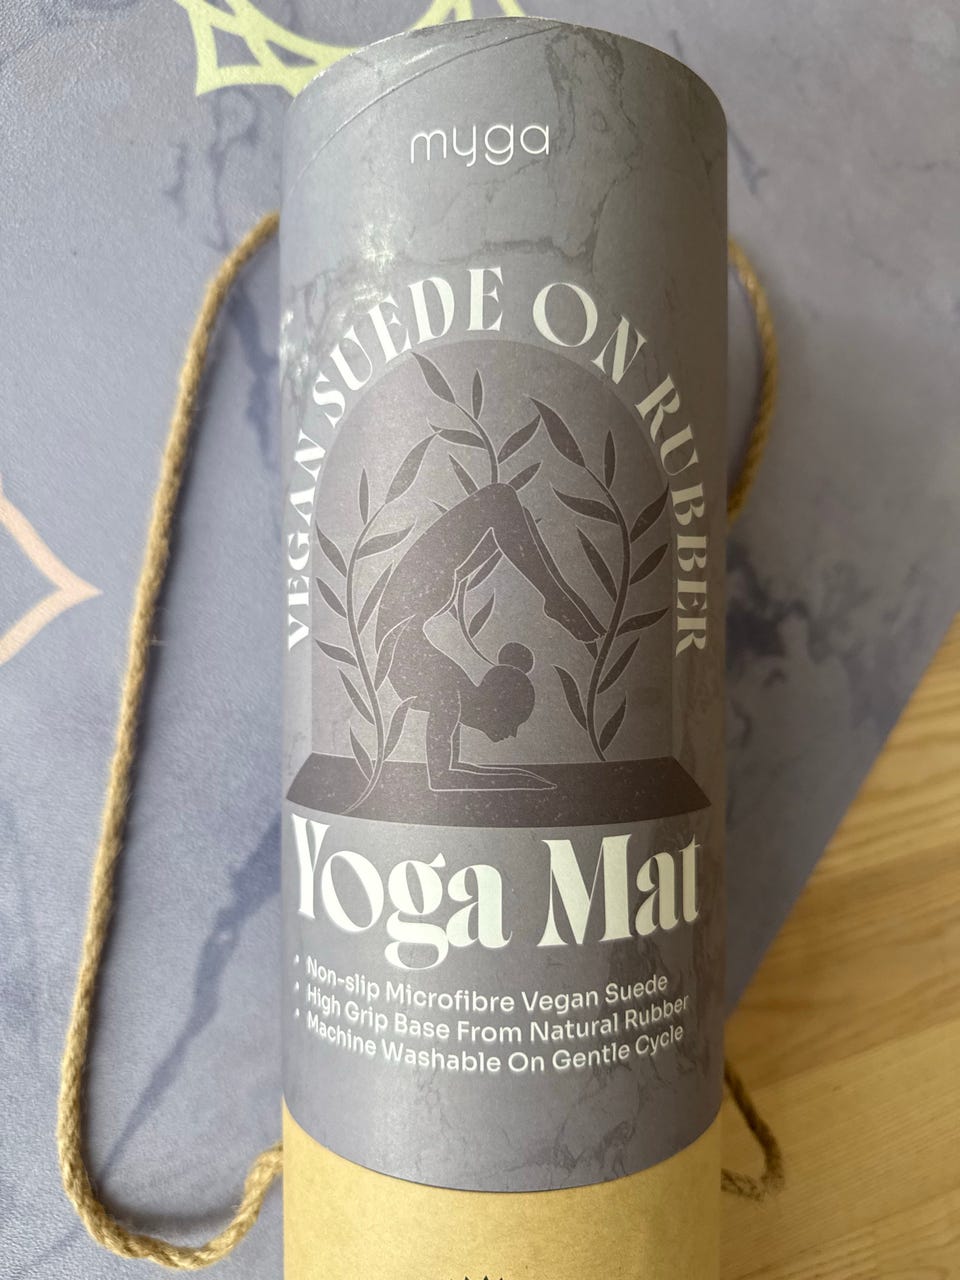 myga
VEGAN SUEDE ON RUBBER
Yoga Mat
• Non-slip Microfibre Vegan Suede
• High Grip Base From Natural Rubber
• Machine Washable On Gentle Cycle